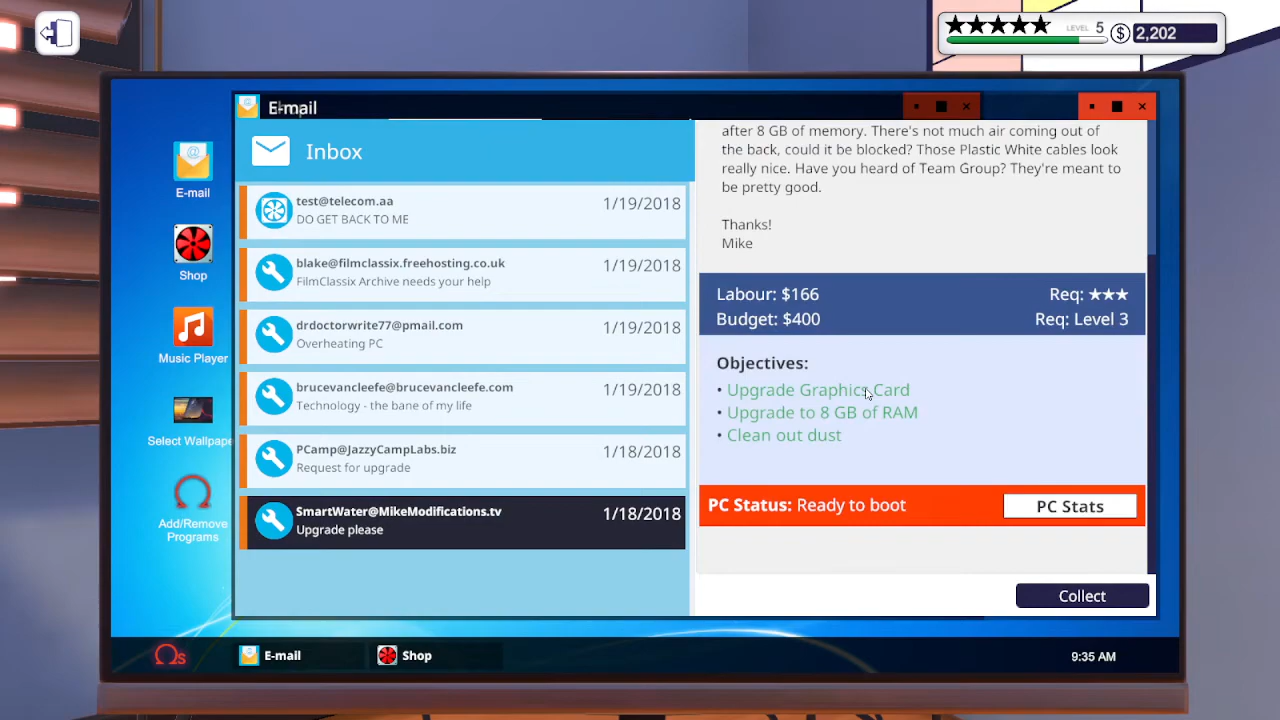 LEVEL 5
$ 2,202
E-mail
Inbox
test@telecom.aa
DO GET BACK TO ME
1/19/2018
blake@filmclassix.freehosting.co.uk
FilmClassix Archive needs your help
1/19/2018
drdoctorwrite77@pmail.com
Overheating PC
1/19/2018
brucevancleefe@brucevancleefe.com
Technology - the bane of my life
1/19/2018
PCamp@JazzyCampLabs.biz
Request for upgrade
1/18/2018
SmartWater@MikeModifications.tv
Upgrade please
1/18/2018
after 8 GB of memory. There's not much air coming out of
the back, could it be blocked? Those Plastic White cables look
really nice. Have you heard of Team Group? They're meant to
be pretty good.
Thanks!
Mike
Labour: $166
Req: ★★★
Budget: $400
Req: Level 3
Objectives:
• Upgrade Graphics Card
• Upgrade to 8 GB of RAM
• Clean out dust
PC Status: Ready to boot
PC Stats
Collect
E-mail
Shop
Music Player
Select Wallpape
Add/Remove
Programs
Ωs
E-mail
Shop
9:35 AM